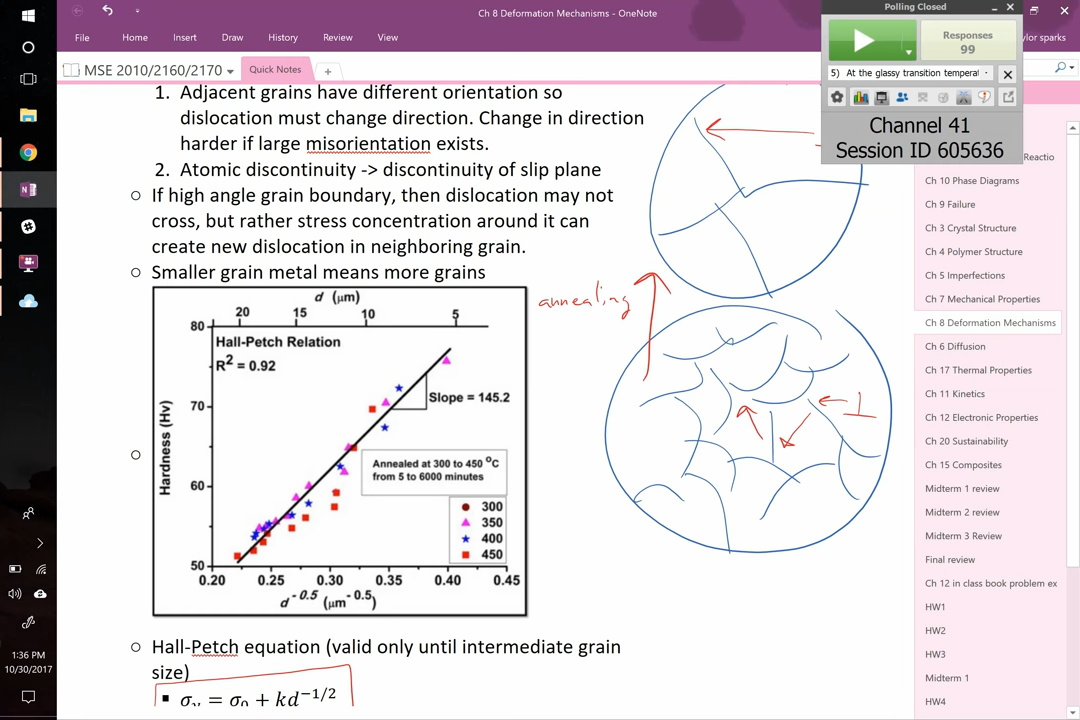 Ch 8 Deformation Mechanisms - OneNote
Polling Closed
ylor sparks
File Home Insert Draw History Review View
Responses
99
MSE 2010/2160/2170
Quick Notes
5) At the glassy transition temperat
Channel 41
Session ID 605636
1. Adjacent grains have different orientation so
dislocation must change direction. Change in direction
harder if large misorientation exists.
2. Atomic discontinuity -> discontinuity of slip plane
If high angle grain boundary, then dislocation may not
cross, but rather stress concentration around it can
create new dislocation in neighboring grain.
Smaller grain metal means more grains
d (μm)
20 15 10 5
80
Hall-Petch Relation
R2 = 0.92
Slope = 145.2
70
Hardness (Hv)
Annealed at 300 to 450 °C
from 5 to 6000 minutes
60
300
350
400
450
50
0.20 0.25 0.30 0.35 0.40 0.45
d -0.5 (μm -0.5)
annealing
Hall-Petch equation (valid only until intermediate grain
size)
σy = σ0 + kd−1/2
Reactio
Ch 10 Phase Diagrams
Ch 9 Failure
Ch 3 Crystal Structure
Ch 4 Polymer Structure
Ch 5 Imperfections
Ch 7 Mechanical Properties
Ch 8 Deformation Mechanisms
Ch 6 Diffusion
Ch 17 Thermal Properties
Ch 11 Kinetics
Ch 12 Electronic Properties
Ch 20 Sustainability
Ch 15 Composites
Midterm 1 review
Midterm 2 review
Midterm 3 Review
Final review
Ch 12 in class book problem ex
HW1
HW2
HW3
Midterm 1
HW4
1:36 PM
10/30/2017